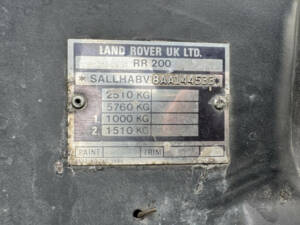 LAND ROVER UK LTD.
RR 200
* SALLHABV8AA144533 *
2510 KG
5760 KG
1 1000 KG
2. 1510 KG
PAINT TRIM